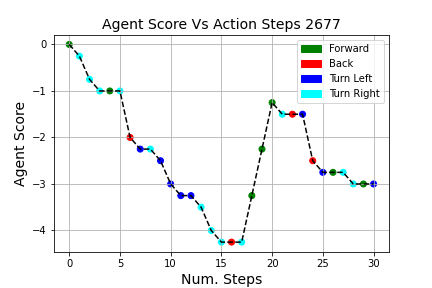 Agent Score Vs Action Steps 2677
Agent Score
0
−1
−2
−3
−4
Forward
Back
Turn Left
Turn Right
0 5 10 15 20 25 30
Num. Steps